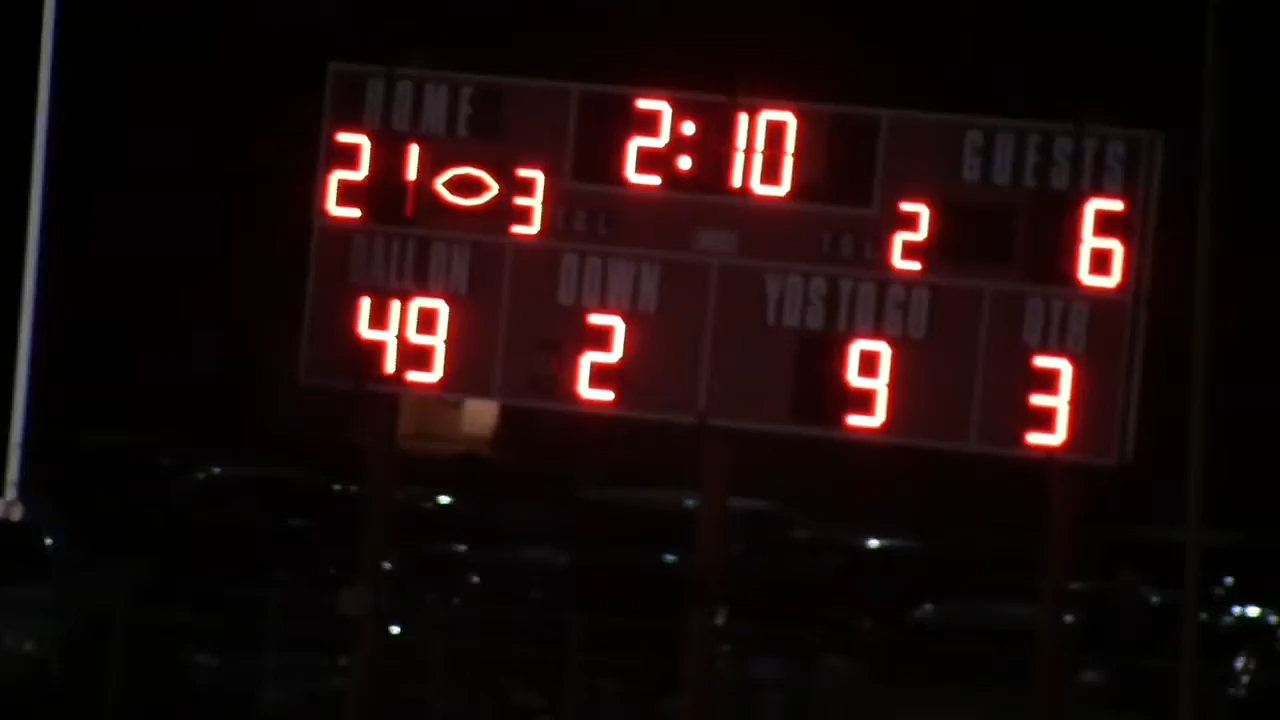 HOME 2:10 GUESTS
21 3 T.O.L. T.O.L. 2 6
BALL ON DOWN YDS TO GO QTR
49 2 9 3